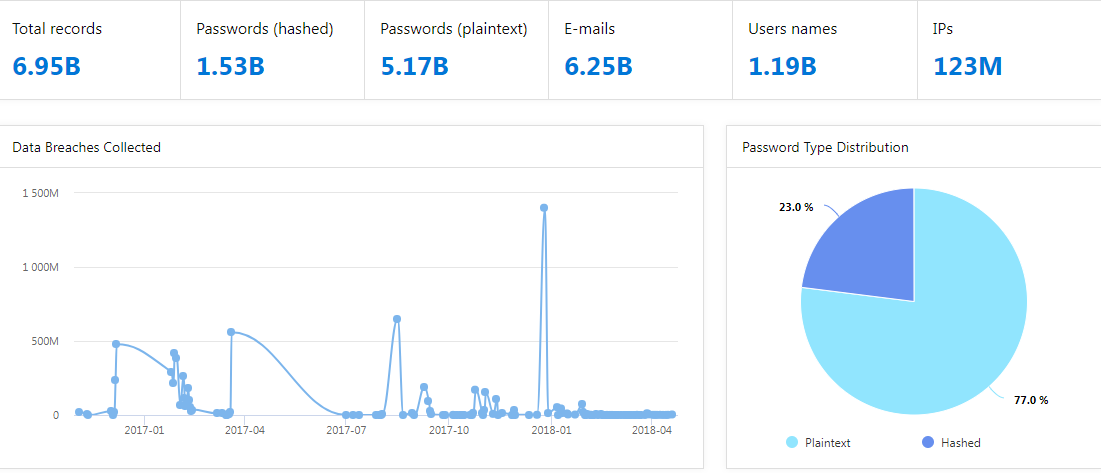 Total records
6.95B
Passwords (hashed)
1.53B
Passwords (plaintext)
5.17B
E-mails
6.25B
Users names
1.19B
IPs
123M
Data Breaches Collected
1 500M
1 000M
500M
0
2017-01
2017-04
2017-07
2017-10
2018-01
2018-04
Password Type Distribution
23.0 %
77.0 %
Plaintext
Hashed